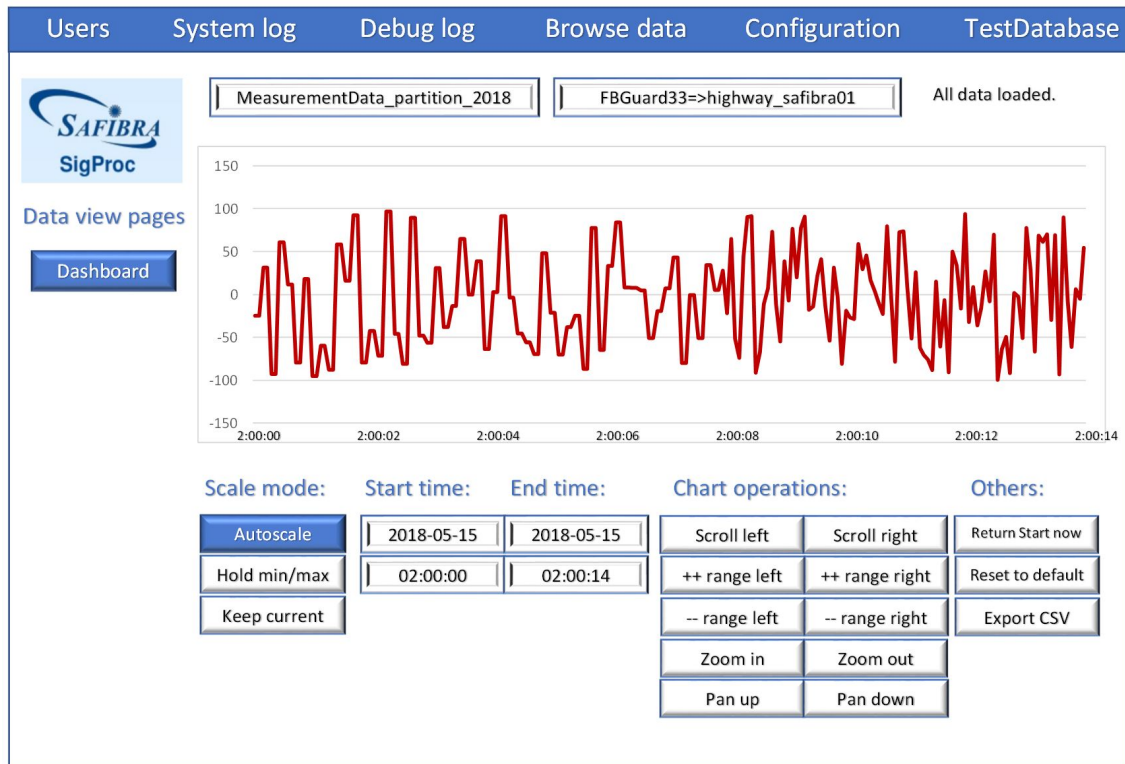 Users System log Debug log Browse data Configuration TestDatabase
SAFIBRA
SigProc
MeasurementData_partition_2018 FBGuard33=>highway_safibra01 All data loaded.
Data view pages
Dashboard
150
100
50
0
-50
-100
-150
2:00:00 2:00:02 2:00:04 2:00:06 2:00:08 2:00:10 2:00:12 2:00:14
Scale mode: Start time: End time: Chart operations: Others:
Autoscale 2018-05-15 2018-05-15 Scroll left Scroll right Return Start now
Hold min/max 02:00:00 02:00:14 ++ range left ++ range right Reset to default
Keep current -- range left -- range right Export CSV
Zoom in Zoom out
Pan up Pan down